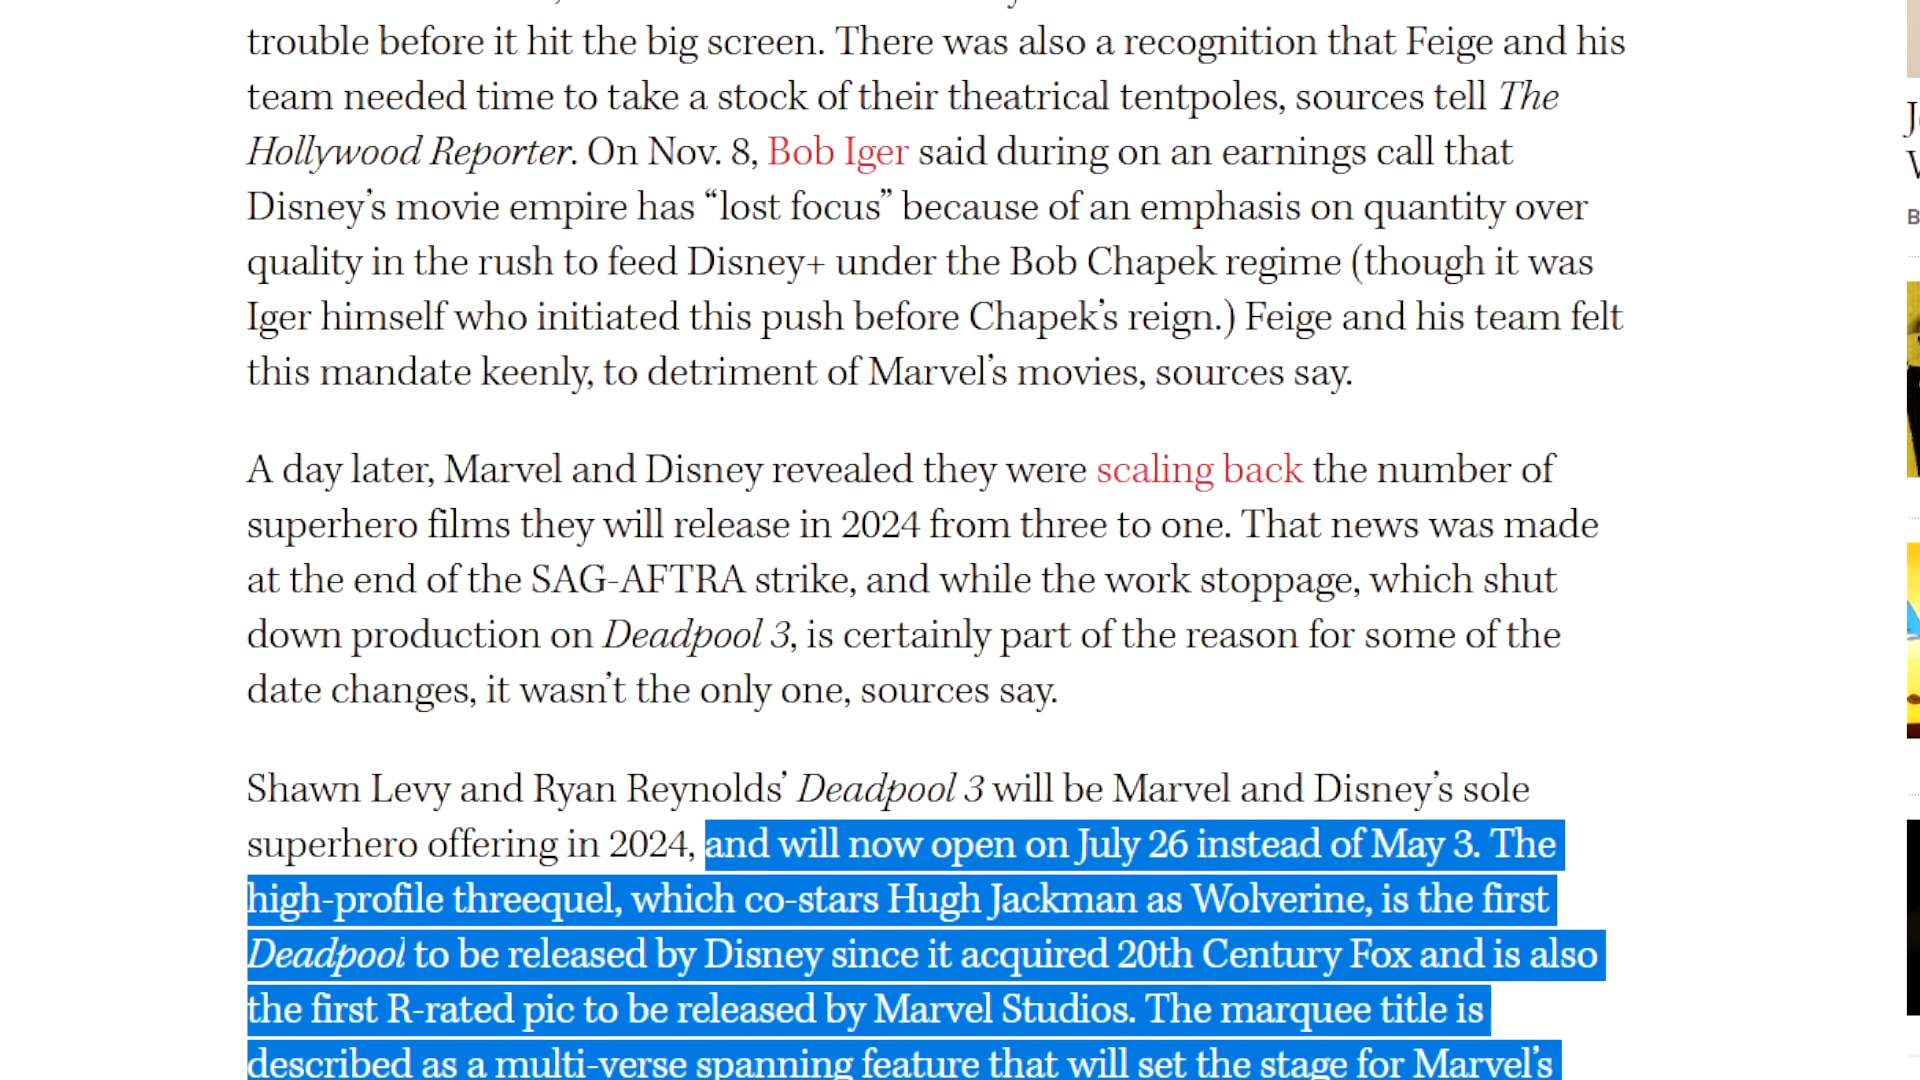 trouble before it hit the big screen. There was also a recognition that Feige and his
team needed time to take a stock of their theatrical tentpoles, sources tell The
Hollywood Reporter. On Nov. 8, Bob Iger said during on an earnings call that
Disney’s movie empire has “lost focus” because of an emphasis on quantity over
quality in the rush to feed Disney+ under the Bob Chapek regime (though it was
Iger himself who initiated this push before Chapek’s reign.) Feige and his team felt
this mandate keenly, to detriment of Marvel’s movies, sources say.
A day later, Marvel and Disney revealed they were scaling back the number of
superhero films they will release in 2024 from three to one. That news was made
at the end of the SAG-AFTRA strike, and while the work stoppage, which shut
down production on Deadpool 3, is certainly part of the reason for some of the
date changes, it wasn’t the only one, sources say.
Shawn Levy and Ryan Reynolds’ Deadpool 3 will be Marvel and Disney’s sole
superhero offering in 2024, and will now open on July 26 instead of May 3. The
high-profile threequel, which co-stars Hugh Jackman as Wolverine, is the first
Deadpool to be released by Disney since it acquired 20th Century Fox and is also
the first R-rated pic to be released by Marvel Studios. The marquee title is
described as a multi-verse spanning feature that will set the stage for Marvel’s